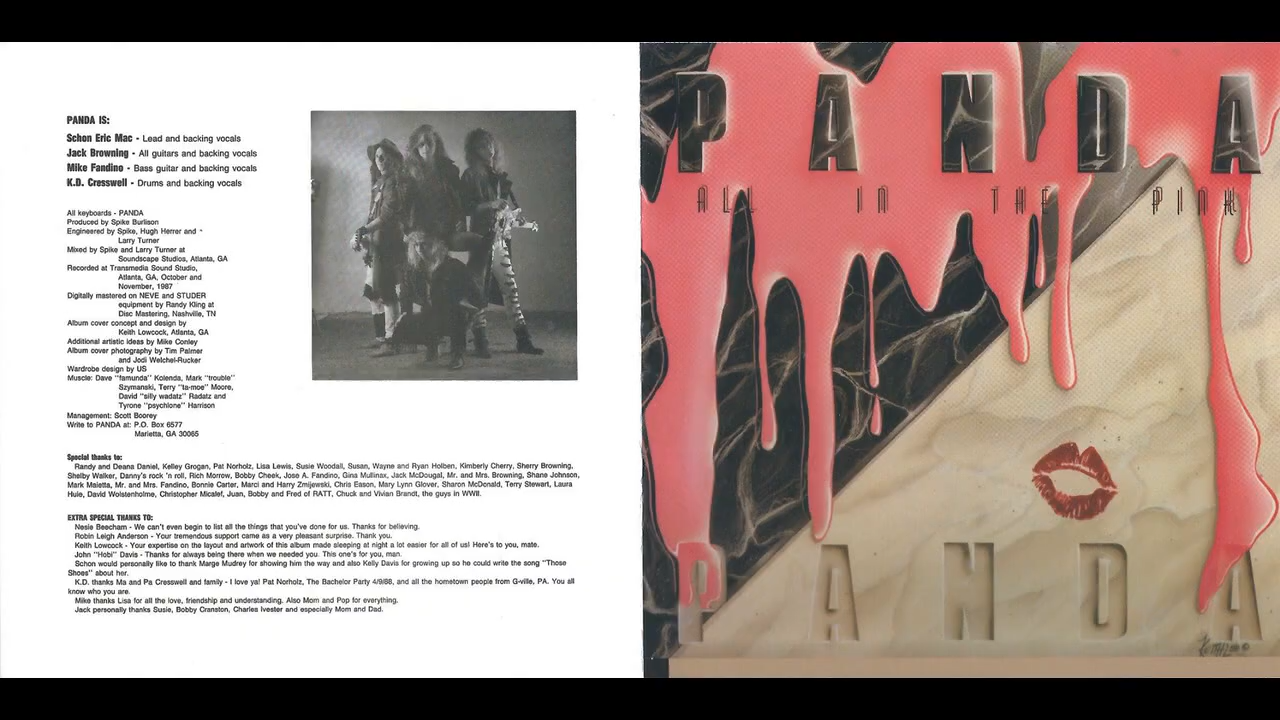 PANDA IS:
Schon Eric Mac - Lead and backing vocals
Jack Browning - All guitars and backing vocals
Mike Fandino - Bass guitar and backing vocals
K.D. Cresswell - Drums and backing vocals
All keyboards - PANDA
Produced by Spike Burlison
Engineered by Spike, Hugh Herrer and
Larry Turner
Mixed by Spike and Larry Turner at
Soundscape Studios, Atlanta, GA
Recorded at Transmedia Sound Studio,
Atlanta, GA, October and
November, 1987
Digitally mastered on NEVE and STUDER
equipment by Randy Kling at
Disc Mastering, Nashville, TN
Album cover concept and design by
Keith Lowcock, Atlanta, GA
Additional artistic ideas by Mike Conley
Album cover photography by Tim Palmer
and Jodi Welchel-Rucker
Wardrobe design by US
Muscle: Dave "famunda" Kolenda, Mark "trouble"
Szymanski, Terry "ta-moe" Moore,
David "silly wadatz" Radatz and
Tyrone "psychlone" Harrison
Management: Scott Boorey
Write to PANDA at: P.O. Box 6577
Marietta, GA 30065
Special thanks to:
Randy and Deana Daniel, Kelley Grogan, Pat Norholz, Lisa Lewis, Susie Woodall, Susan, Wayne and Ryan Holben, Kimberly Cherry, Sherry Browning,
Shelby Walker, Danny's rock 'n roll, Rich Morrow, Bobby Cheek, Jose A. Fandino, Gina Mullinax, Jack McDougal, Mr. and Mrs. Browning, Shane Johnson,
Mark Maietta, Mr. and Mrs. Fandino, Bonnie Carter, Marci and Harry Zmijewski, Chris Eason, Mary Lynn Glover, Sharon McDonald, Terry Stewart, Laura
Huie, David Wolstenholme, Christopher Micalef, Juan, Bobby and Fred of RATT, Chuck and Vivian Brandt, the guys in WWIII.
EXTRA SPECIAL THANKS TO:
Nesie Beecham - We can't even begin to list all the things that you've done for us. Thanks for believing.
Robin Leigh Anderson - Your tremendous support came as a very pleasant surprise. Thank you.
Keith Lowcock - Your expertise on the layout and artwork of this album made sleeping at night a lot easier for all of us! Here's to you, mate.
John "Hobi" Davis - Thanks for always being there when we needed you. This one's for you, man.
Schon would personally like to thank Marge Mudrey for showing him the way and also Kelly Davis for growing up so he could write the song "Those
Shoes" about her.
K.D. thanks Ma and Pa Cresswell and family - I love ya! Pat Norholz, The Bachelor Party 4/9/88, and all the hometown people from G-ville, PA. You all
know who you are.
Mike thanks Lisa for all the love, friendship and understanding. Also Mom and Pop for everything.
Jack personally thanks Susie, Bobby Cranston, Charles Ivester and especially Mom and Dad.
PANDA
ALL IN THE PINK
PANDA